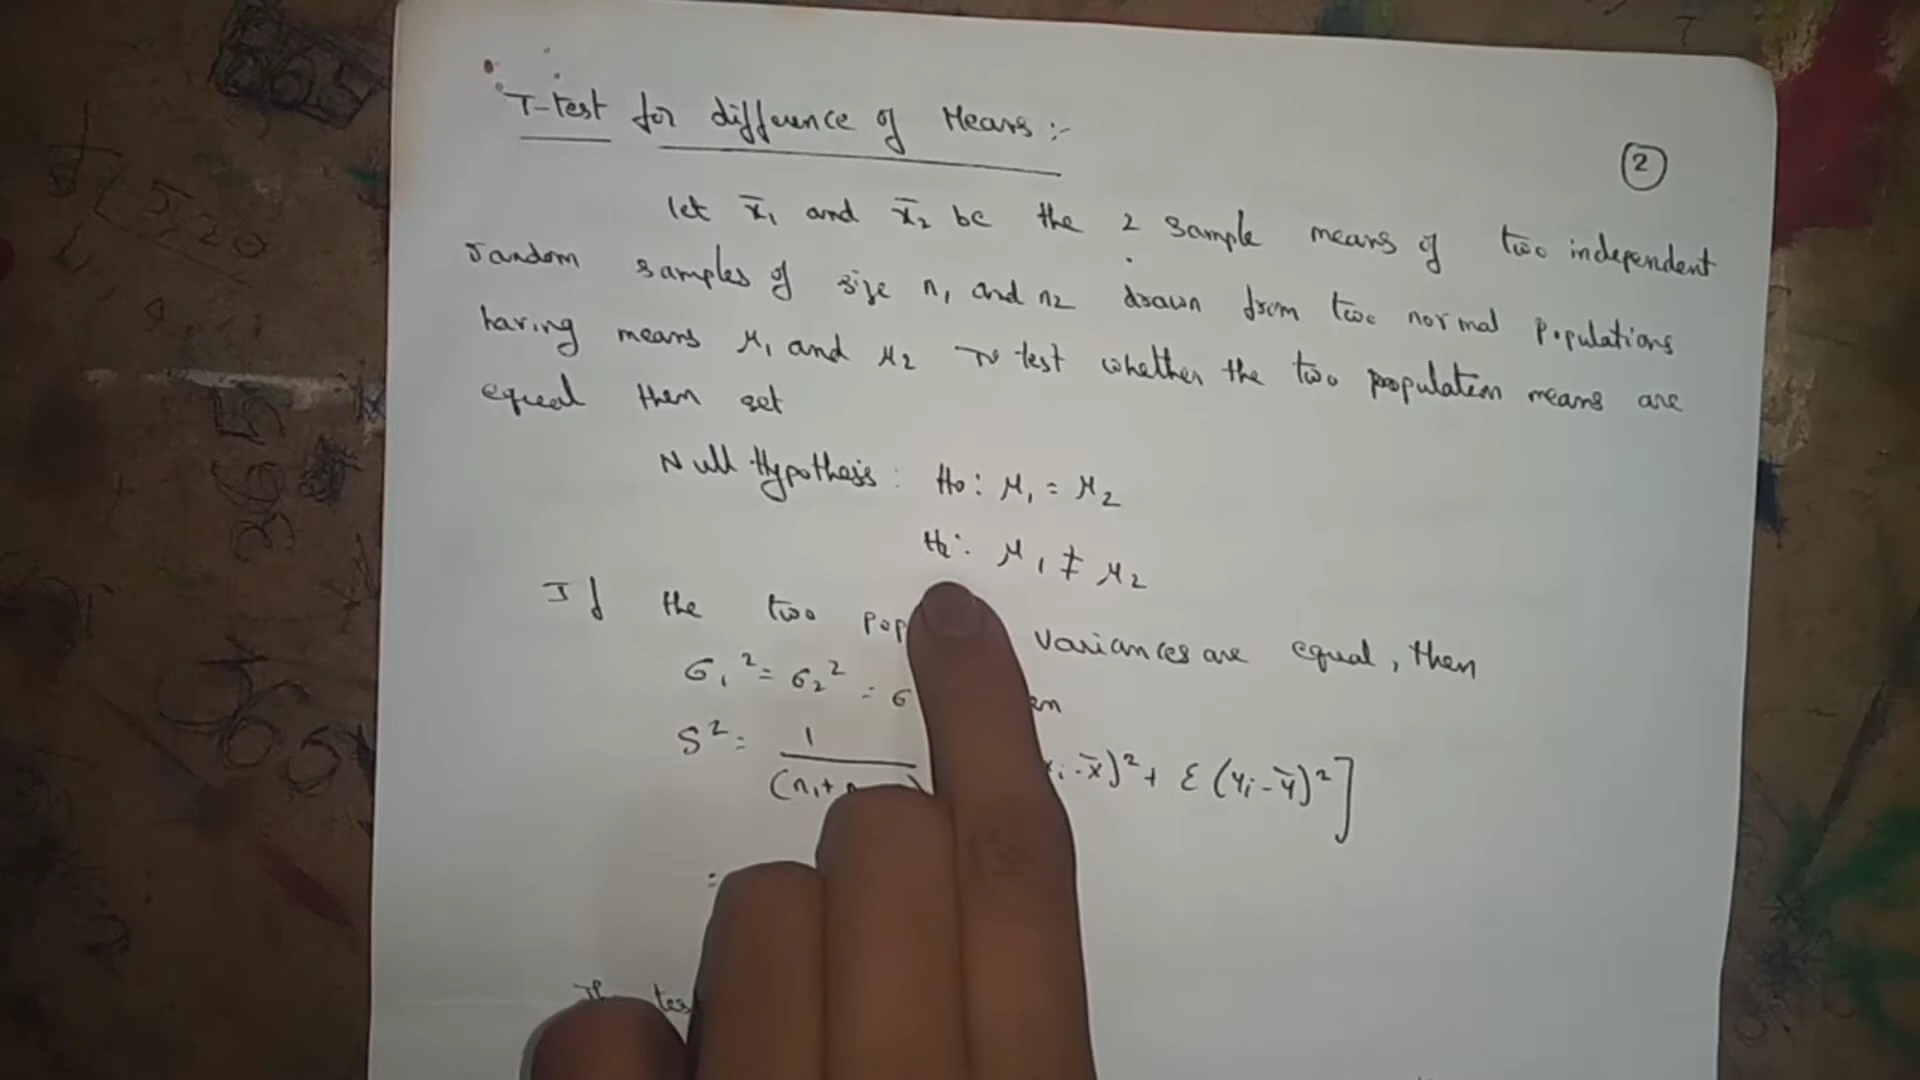 T-test for difference of Means :-
2
let x̄₁ and x̄₂ be the 2 sample means of two independent
random samples of size n₁ and n2 drawn from two normal populations
having means μ₁ and μ2 To test whether the two population means are
equal then set
Null Hypothesis : H₀ : μ₁ = μ2
: μ₁ ≠ μ2
If the two variances are equal, then
σ₁² = σ₂² = σ
S² = 1 / (n₁+ - x̄)² + Σ (yᵢ - ȳ)² ]
=
The
5520
365